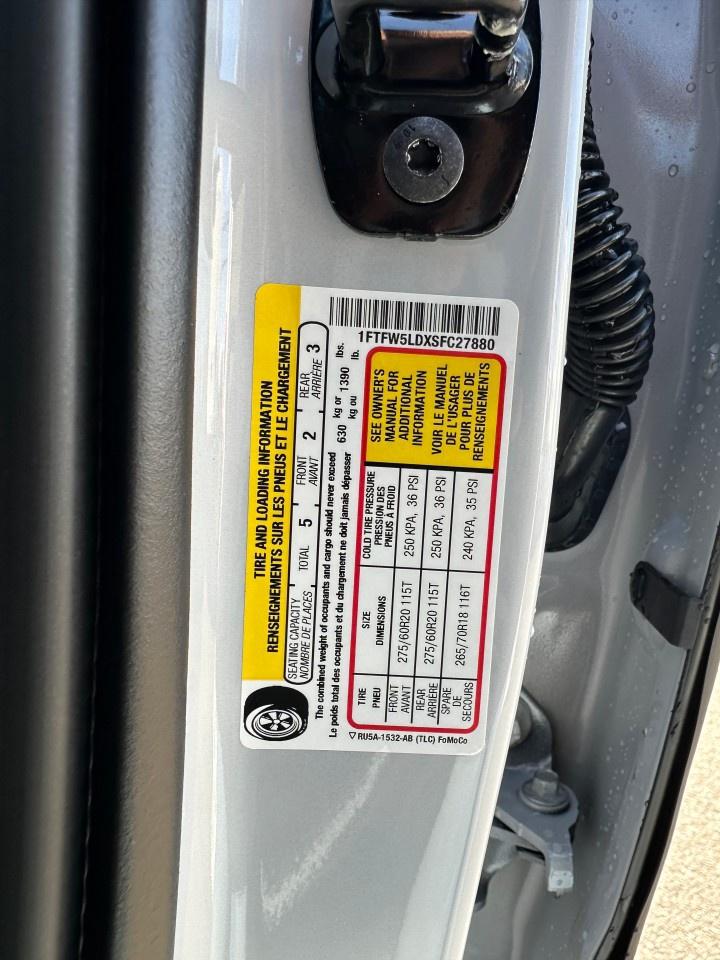 TIRE AND LOADING INFORMATION
RENSEIGNEMENTS SUR LES PNEUS ET LE CHARGEMENT
SEATING CAPACITY TOTAL 5 FRONT 2 REAR 3
NOMBRE DE PLACES AVANT ARRIÈRE
The combined weight of occupants and cargo should never exceed 630 kg or 1390 lbs.
Le poids total des occupants et du chargement ne doit jamais dépasser kg ou lb.
1FTFW5LDXSFC27880
TIRE SIZE COLD TIRE PRESSURE
PNEU DIMENSIONS PRESSION DES
PNEUS À FROID
FRONT
AVANT 275/60R20 115T 250 KPA, 36 PSI
REAR
ARRIÈRE 275/60R20 115T 250 KPA, 36 PSI
SPARE
DE
SECOURS 265/70R18 116T 240 KPA, 35 PSI
SEE OWNER'S
MANUAL FOR
ADDITIONAL
INFORMATION
VOIR LE MANUEL
DE L'USAGER
POUR PLUS DE
RENSEIGNEMENTS
RU5A-1532-AB (TLC) FoMoCo